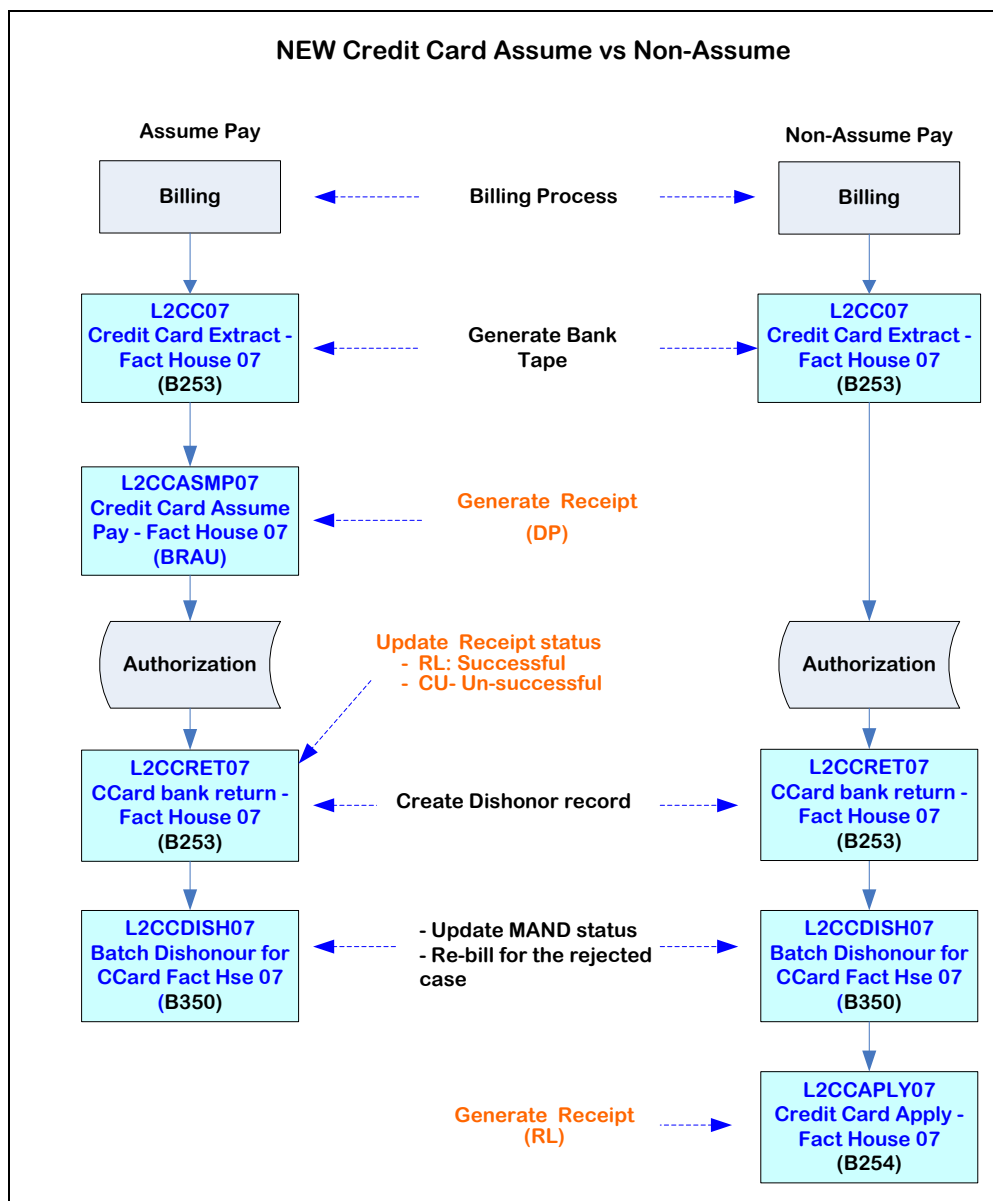 NEW Credit Card Assume vs Non-Assume
Assume Pay
Non-Assume Pay
Billing
Billing Process
Billing
L2CC07
Credit Card Extract -
Fact House 07
(B253)
Generate Bank
Tape
L2CC07
Credit Card Extract -
Fact House 07
(B253)
L2CCASMP07
Credit Card Assume
Pay - Fact House 07
(BRAU)
Generate Receipt
(DP)
Authorization
Update Receipt status
- RL: Successful
- CU- Un-successful
Authorization
L2CCRET07
CCard bank return -
Fact House 07
(B253)
Create Dishonor record
L2CCRET07
CCard bank return -
Fact House 07
(B253)
L2CCDISH07
Batch Dishonour for
CCard Fact Hse 07
(B350)
- Update MAND status
- Re-bill for the rejected
case
L2CCDISH07
Batch Dishonour for
CCard Fact Hse 07
(B350)
Generate Receipt
(RL)
L2CCAPLY07
Credit Card Apply -
Fact House 07
(B254)